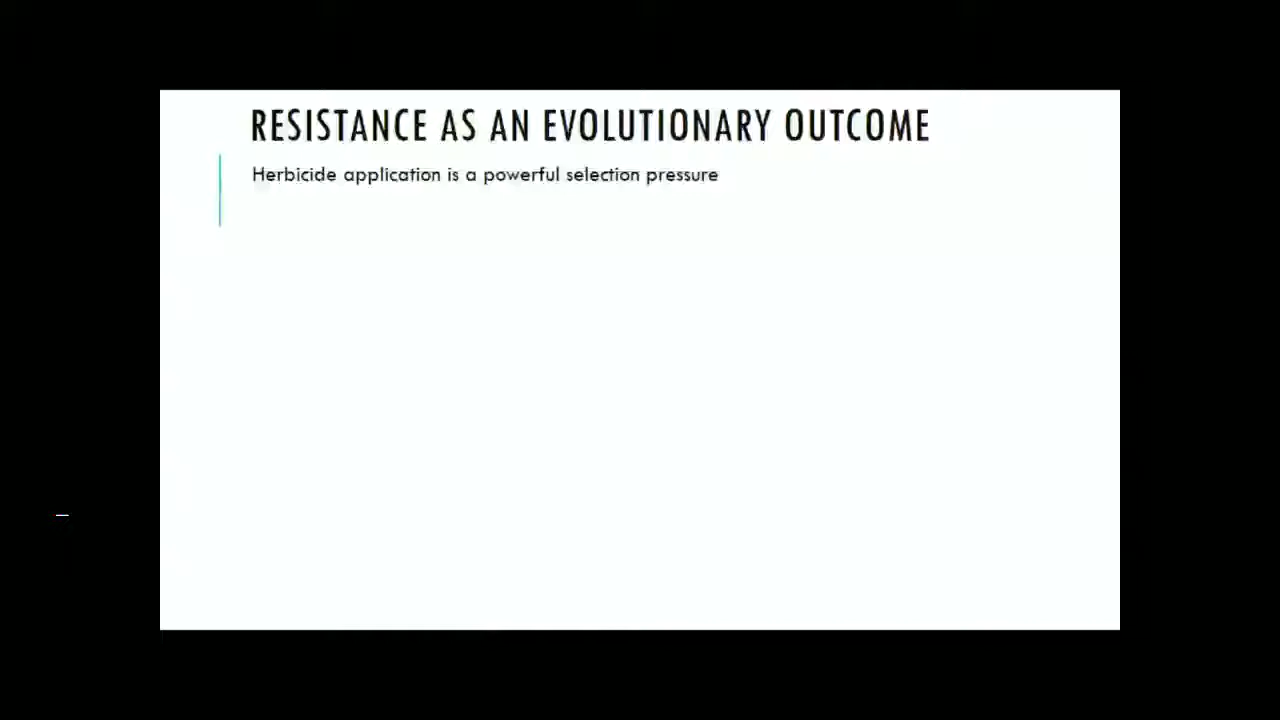 RESISTANCE AS AN EVOLUTIONARY OUTCOME
Herbicide application is a powerful selection pressure